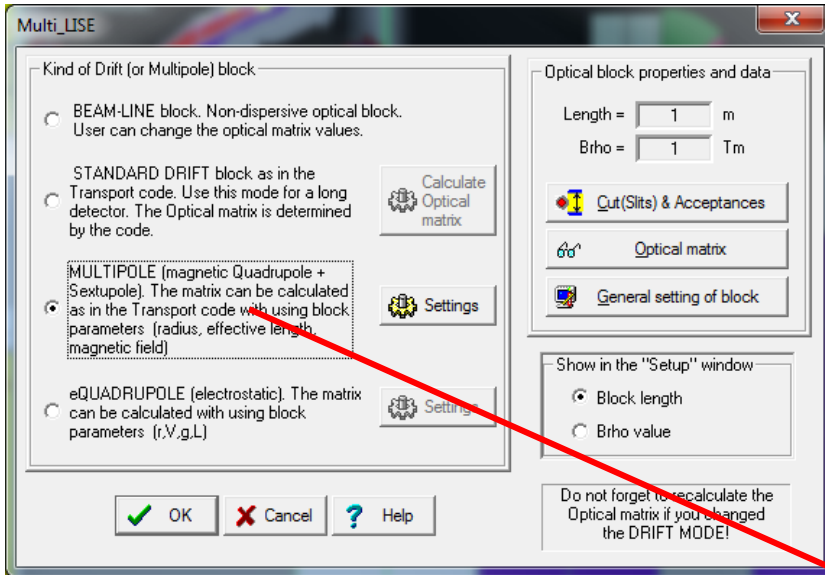 Multi_LISE
Kind of Drift (or Multipole) block
BEAM-LINE block. Non-dispersive optical block.
User can change the optical matrix values.
STANDARD DRIFT block as in the
Transport code. Use this mode for a long
detector. The Optical matrix is determined
by the code.
Calculate
Optical
matrix
MULTIPOLE (magnetic Quadrupole +
Sextupole). The matrix can be calculated
as in the Transport code with using block
parameters (radius, effective length,
magnetic field)
Settings
eQUADRUPOLE (electrostatic). The matrix
can be calculated with using block
parameters (r,V,g,L)
Settings
OK
Cancel
? Help
Optical block properties and data
Length = 1 m
Brho = 1 Tm
Cut(Slits) & Acceptances
Optical matrix
General setting of block
Show in the "Setup" window
Block length
Brho value
Do not forget to recalculate the
Optical matrix if you changed
the DRIFT MODE!